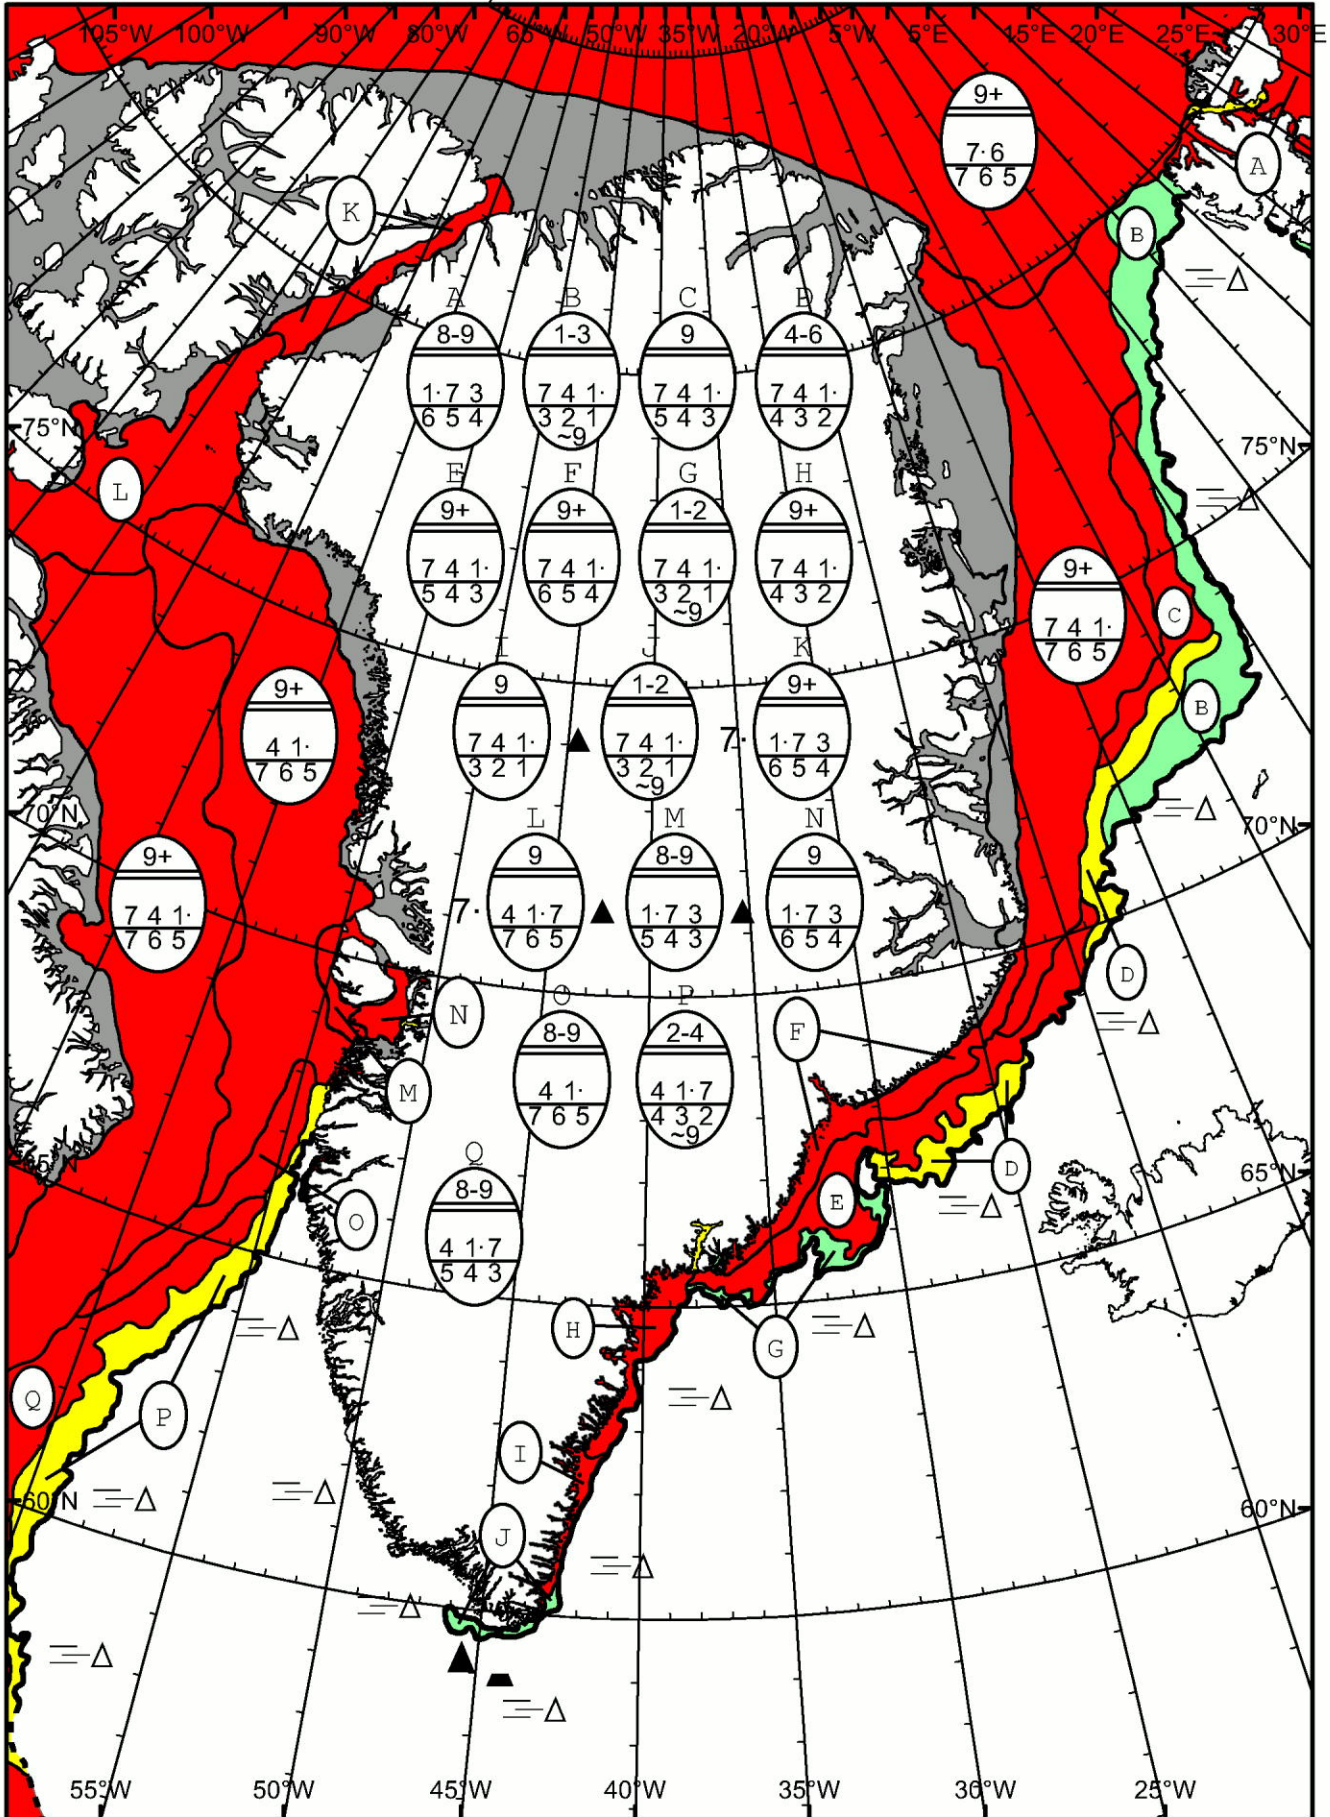 105°W 100°W 90°W 80°W 65°W 50°W 35°W 20°W 5°W 5°E 15°E 20°E 25°E 30°E
9+
7·6
7 6 5
A
K
B
A B C D
8-9 1-3 9 4-6
1·7 3 7 4 1· 7 4 1· 7 4 1·
6 5 4 3 2 1 5 4 3 4 3 2
~9
75°N 75°N
L
E F G H
9+ 9+ 1-2 9+
7 4 1· 7 4 1· 7 4 1· 7 4 1·
5 4 3 6 5 4 3 2 1 4 3 2
~9
9+
7 4 1·
7 6 5
C
I J K
9 1-2 9+
7 4 1· 7 4 1· 7· 1·7 3
3 2 1 3 2 1 6 5 4
~9
9+
4 1·
7 6 5
B
70°N 70°N
L M N
9 8-9 9
7· 4 1·7 1·7 3 1·7 3
7 6 5 5 4 3 6 5 4
9+
7 4 1·
7 6 5
D
N
F
M
O P
8-9 2-4
4 1· 4 1·7
7 6 5 4 3 2
~9
65°N 65°N
D
Q
8-9
4 1·7
5 4 3
O
E
H
G
Q
P
I
60°N 60°N
J
55°W 50°W 45°W 40°W 35°W 30°W 25°W